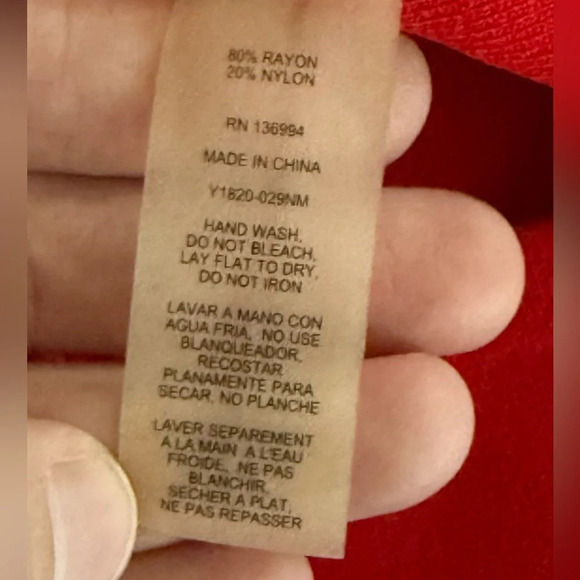 80% RAYON
20% NYLON
RN 136994
MADE IN CHINA
Y1820-029NM
HAND WASH,
DO NOT BLEACH,
LAY FLAT TO DRY,
DO NOT IRON
LAVAR A MANO CON
AGUA FRIA, NO USE
BLANQUEADOR,
RECOSTAR
PLANAMENTE PARA
SECAR, NO PLANCHE
LAVER SEPAREMENT
A LA MAIN A L'EAU
FROIDE, NE PAS
BLANCHIR,
SECHER A PLAT,
NE PAS REPASSER